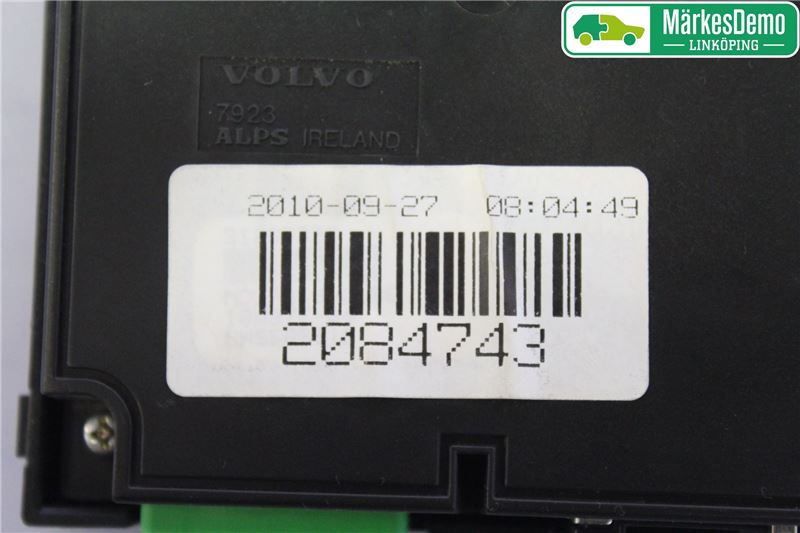 MärkesDemo
LINKÖPING
VOLVO
7923
ALPS IRELAND
2010-09-27 08:04:49
2084743